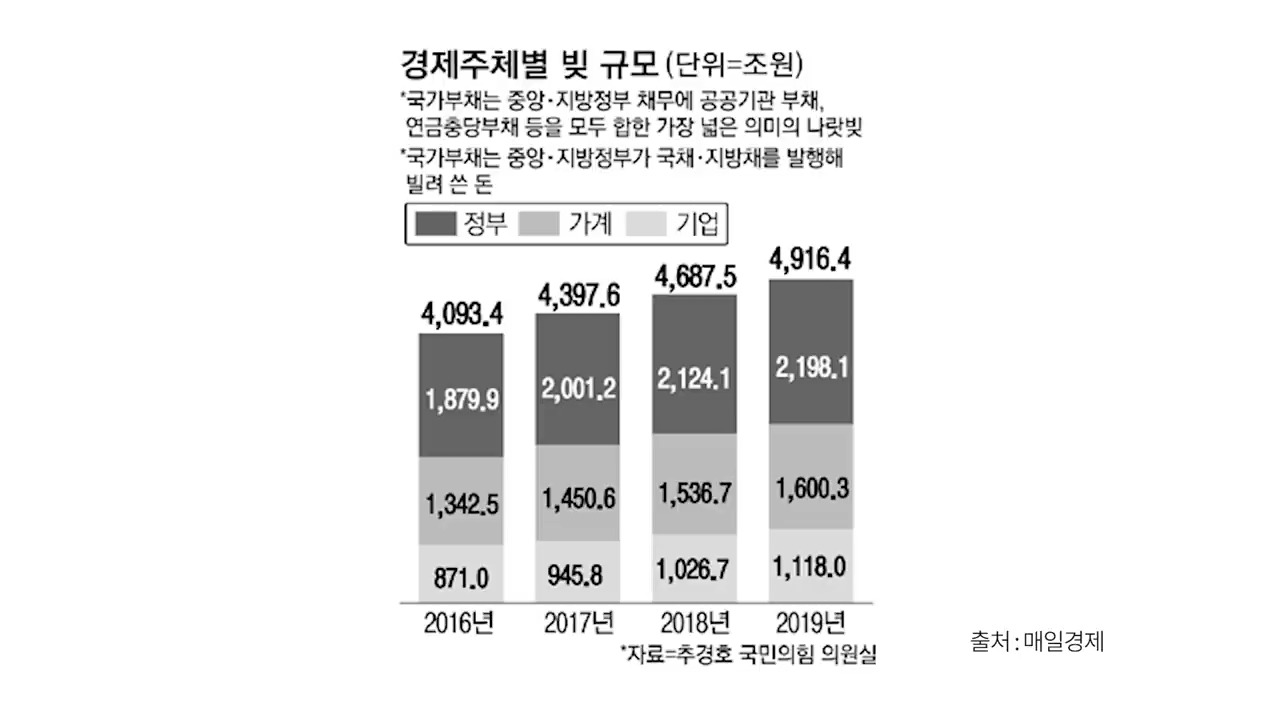 경제주체별 빚 규모 (단위=조원)
*국가부채는 중앙·지방정부 채무에 공공기관 부채,
연금충당부채 등을 모두 합한 가장 넓은 의미의 나랏빚
*국가부채는 중앙·지방정부가 국채·지방채를 발행해
빌려 쓴 돈
정부 가계 기업
4,093.4 4,397.6 4,687.5 4,916.4
1,879.9 2,001.2 2,124.1 2,198.1
1,342.5 1,450.6 1,536.7 1,600.3
871.0 945.8 1,026.7 1,118.0
2016년 2017년 2018년 2019년
*자료=추경호 국민의힘 의원실
출처 : 매일경제